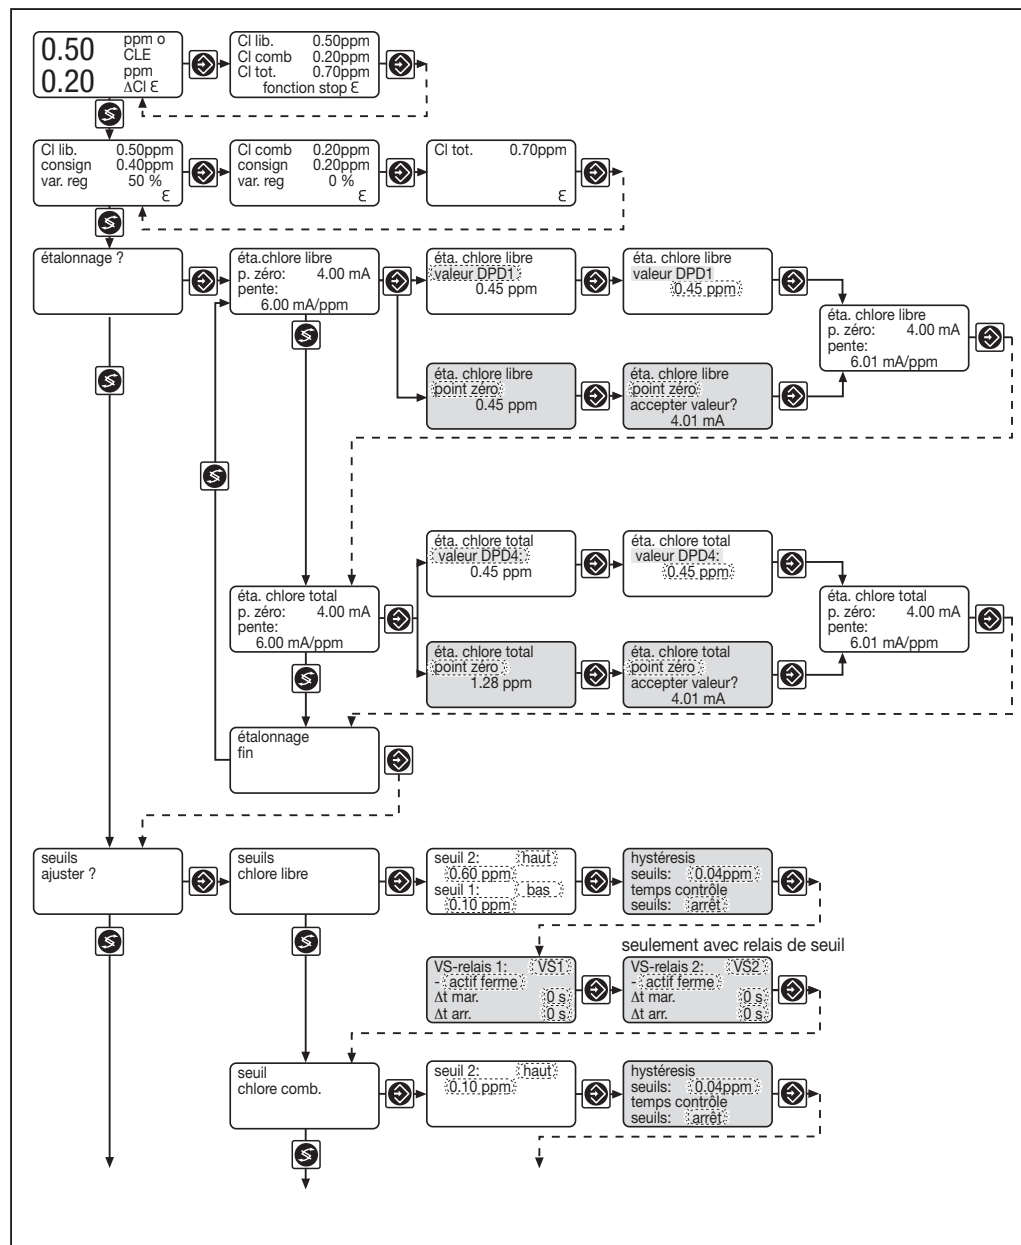 0.50 ppm o
CLE
0.20 ppm
ΔCl Ɛ
Cl lib. 0.50ppm
Cl comb 0.20ppm
Cl tot. 0.70ppm
fonction stop Ɛ
Cl lib. 0.50ppm
consign 0.40ppm
var. reg 50 %
Ɛ
Cl comb 0.20ppm
consign 0.20ppm
var. reg 0 %
Ɛ
Cl tot. 0.70ppm
Ɛ
étalonnage ?
éta.chlore libre
p. zéro: 4.00 mA
pente:
6.00 mA/ppm
éta. chlore libre
valeur DPD1
0.45 ppm
éta. chlore libre
valeur DPD1
0.45 ppm
éta. chlore libre
p. zéro: 4.00 mA
pente:
6.01 mA/ppm
éta. chlore libre
point zéro
0.45 ppm
éta. chlore libre
point zéro
accepter valeur?
4.01 mA
éta. chlore total
valeur DPD4:
0.45 ppm
éta. chlore total
valeur DPD4:
0.45 ppm
éta. chlore total
p. zéro: 4.00 mA
pente:
6.00 mA/ppm
éta. chlore total
p. zéro: 4.00 mA
pente:
6.01 mA/ppm
éta. chlore total
point zéro
1.28 ppm
éta. chlore total
point zéro
accepter valeur?
4.01 mA
étalonnage
fin
seuils
ajuster ?
seuils
chlore libre
seuil 2: haut
0.60 ppm
seuil 1: bas
0.10 ppm
hystéresis
seuils: 0.04ppm
temps contrôle
seuils: arrêt
seulement avec relais de seuil
VS-relais 1: VS1
- actif ferme
Δt mar. 0 s
Δt arr. 0 s
VS-relais 2: VS2
- actif ferme
Δt mar. 0 s
Δt arr. 0 s
seuil
chlore comb.
seuil 2: haut
0.10 ppm
hystéresis
seuils: 0.04ppm
temps contrôle
seuils: arrêt